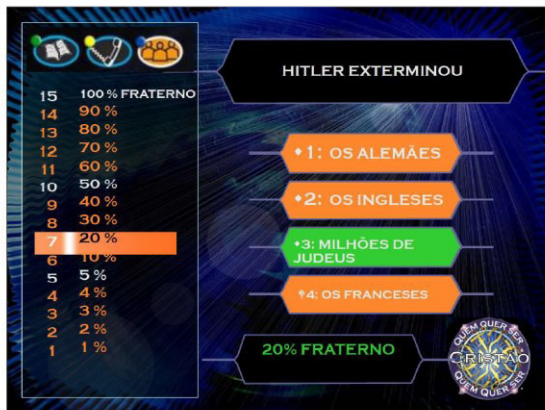 HITLER EXTERMINOU
15 100% FRATERNO
14 90 %
13 80 %
12 70 %
11 60 %
10 50 %
9 40 %
8 30 %
7 20 %
6 10 %
5 5 %
4 4 %
3 3 %
2 2 %
1 1 %
1: OS ALEMÃES
2: OS INGLESES
3: MILHÕES DE
JUDEUS
4: OS FRANCESES
20% FRATERNO
QUEM QUER SER
CRISTÃO
QUEM QUER SER